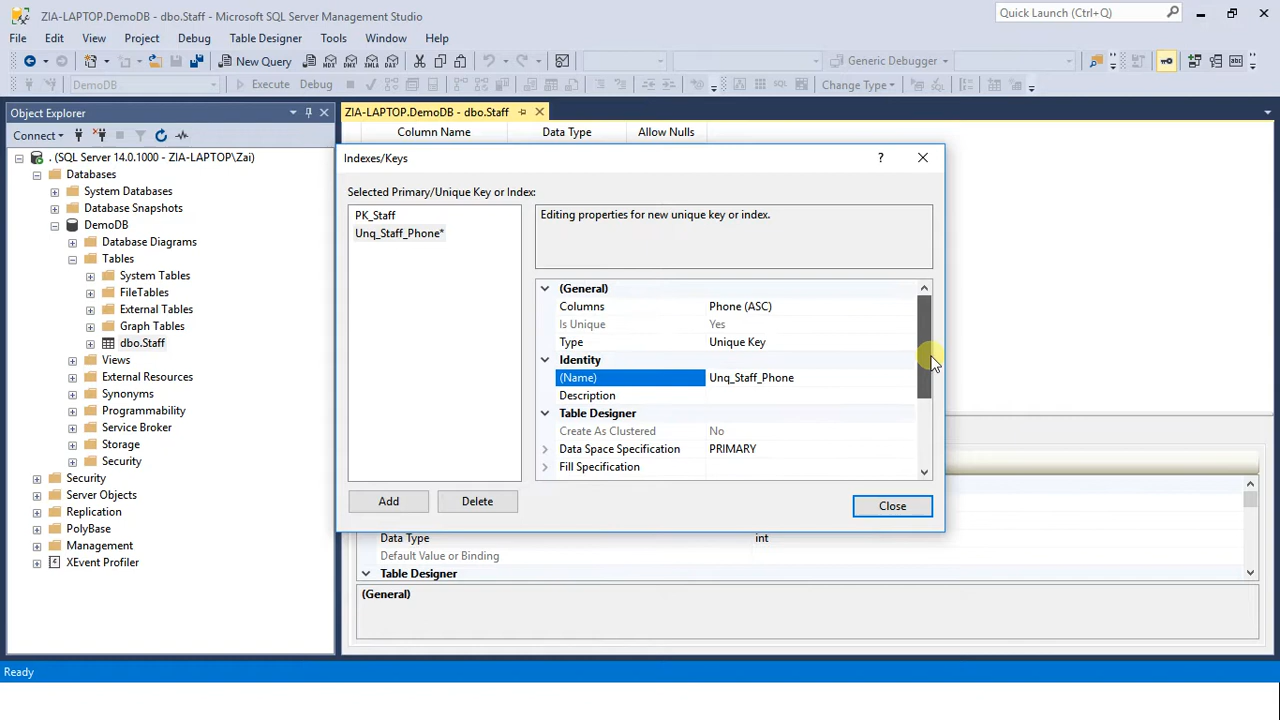 ZIA-LAPTOP.DemoDB - dbo.Staff - Microsoft SQL Server Management Studio
Quick Launch (Ctrl+Q)
File Edit View Project Debug Table Designer Tools Window Help
New Query
Generic Debugger
DemoDB
Execute Debug
Change Type
Object Explorer
Connect
. (SQL Server 14.0.1000 - ZIA-LAPTOP\Zai)
Databases
System Databases
Database Snapshots
DemoDB
Database Diagrams
Tables
System Tables
FileTables
External Tables
Graph Tables
dbo.Staff
Views
External Resources
Synonyms
Programmability
Service Broker
Storage
Security
Security
Server Objects
Replication
PolyBase
Management
XEvent Profiler
ZIA-LAPTOP.DemoDB - dbo.Staff
Column Name Data Type Allow Nulls
Indexes/Keys
?
Selected Primary/Unique Key or Index:
PK_Staff
Unq_Staff_Phone*
Editing properties for new unique key or index.
(General)
Columns Phone (ASC)
Is Unique Yes
Type Unique Key
Identity
(Name) Unq_Staff_Phone
Description
Table Designer
Create As Clustered No
Data Space Specification PRIMARY
Fill Specification
Add Delete
Close
Data Type int
Default Value or Binding
Table Designer
(General)
Ready